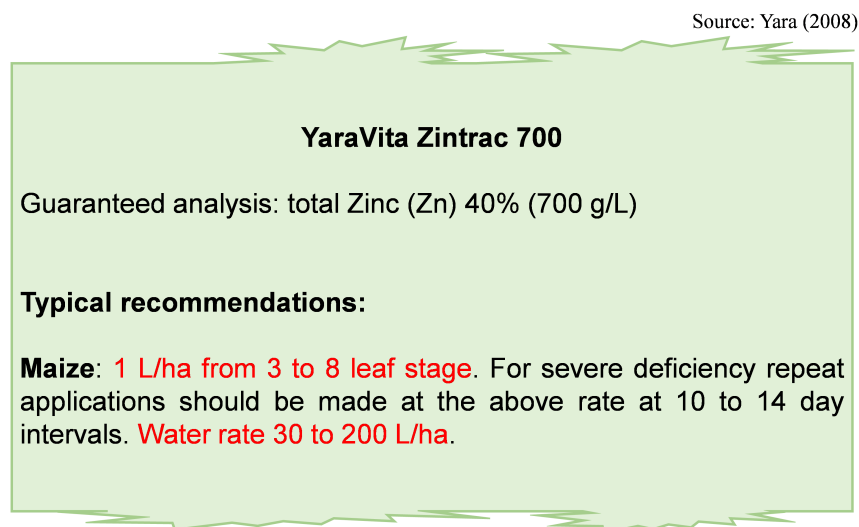 Source: Yara (2008)
YaraVita Zintrac 700
Guaranteed analysis: total Zinc (Zn) 40% (700 g/L)
Typical recommendations:
Maize: 1 L/ha from 3 to 8 leaf stage. For severe deficiency repeat
applications should be made at the above rate at 10 to 14 day
intervals. Water rate 30 to 200 L/ha.